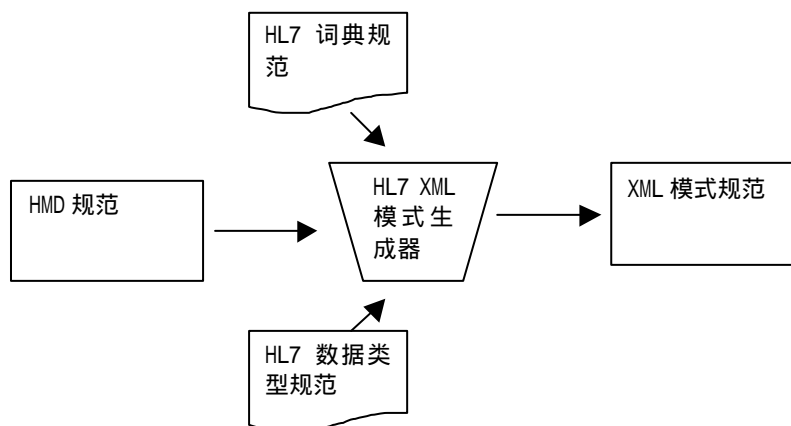 HL7 词典规
范
HMD 规范
HL7 XML
模式生
成器
XML 模式规范
HL7 数据类
型规范